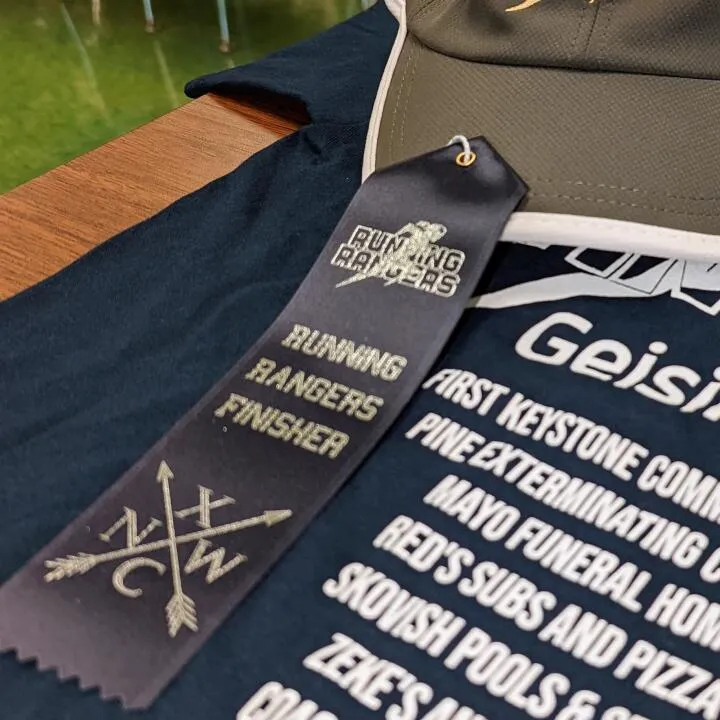 RUNNING
RANGERS
RUNNING
RANGERS
FINISHER
N X
C W
Geisi
FIRST KEYSTONE COMM
PINE EXTERMINATING
MAYO FUNERAL HOM
RED'S SUBS AND PIZZA
SKOVISH POOLS &
ZEKE'S